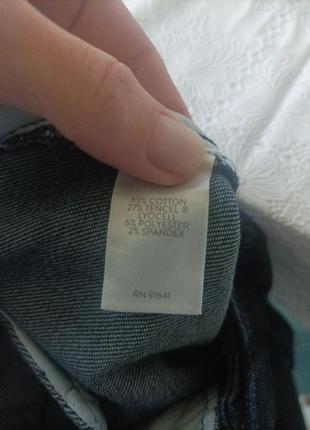 65% COTTON
27% TENCEL ®
LYOCELL
6% POLYESTER
2% SPANDEX
RN 97641